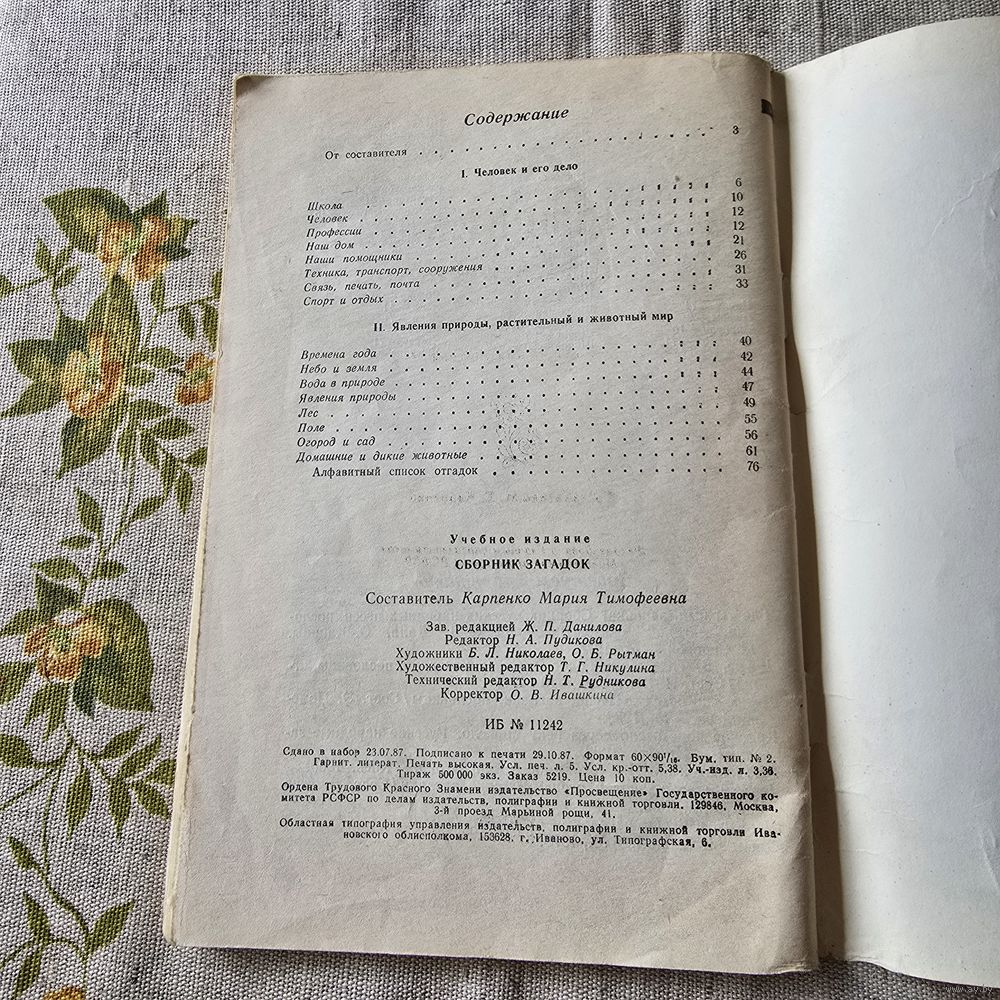 Содержание
От составителя . . . . . . . . . . . . . . . . . . . . 3
I. Человек и его дело
Школа . . . . . . . . . . . . . . . . . . . . 6
Человек . . . . . . . . . . . . . . . . . . . . 10
Профессии . . . . . . . . . . . . . . . . . . . . 12
Наш дом . . . . . . . . . . . . . . . . . . . . 12
Наши помощники . . . . . . . . . . . . . . . . . . . . 21
Техника, транспорт, сооружения . . . . . . . . . . . . . . . 26
Связь, печать, почта . . . . . . . . . . . . . . . . . . 31
Спорт и отдых . . . . . . . . . . . . . . . . . . . . 33
II. Явления природы, растительный и животный мир
Времена года . . . . . . . . . . . . . . . . . . . . 40
Небо и земля . . . . . . . . . . . . . . . . . . . . 42
Вода в природе . . . . . . . . . . . . . . . . . . . . 44
Явления природы . . . . . . . . . . . . . . . . . . . . 47
Лес . . . . . . . . . . . . . . . . . . . . 49
Поле . . . . . . . . . . . . . . . . . . . . 55
Огород и сад . . . . . . . . . . . . . . . . . . . . 56
Домашние и дикие животные . . . . . . . . . . . . . . . . 61
Алфавитный список отгадок . . . . . . . . . . . . . . . . 76
Учебное издание
СБОРНИК ЗАГАДОК
Составитель Карпенко Мария Тимофеевна
Зав. редакцией Ж. П. Данилова
Редактор Н. А. Пудикова
Художники Б. Л. Николаев, О. Б. Рытман
Художественный редактор Т. Г. Никулина
Технический редактор Н. Т. Рудникова
Корректор О. В. Ивашкина
ИБ № 11242
Сдано в набор 23.07.87. Подписано к печати 29.10.87. Формат 60×90¹/₁₆. Бум. тип. № 2.
Гарнит. литерат. Печать высокая. Усл. печ. л. 5. Усл. кр.-отт. 5,38. Уч.-изд. л. 3,36.
Тираж 500 000 экз. Заказ 5219. Цена 10 коп.
Ордена Трудового Красного Знамени издательство «Просвещение» Государственного ко-
митета РСФСР по делам издательств, полиграфии и книжной торговли. 129846, Москва,
3-й проезд Марьиной рощи, 41.
Областная типография управления издательств, полиграфии и книжной торговли Ива-
новского облисполкома, 153628, г. Иваново, ул. Типографская, 6.
www.ay.by